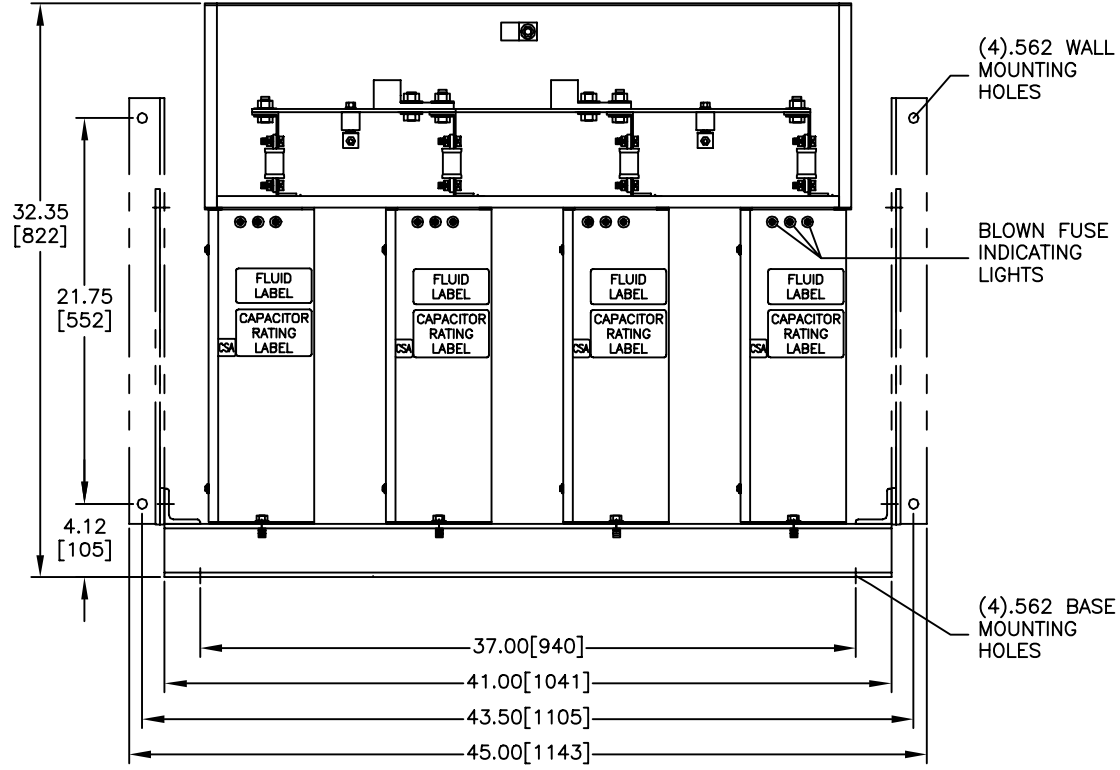 (4).562 WALL
MOUNTING
HOLES
32.35
[822]
21.75
[552]
BLOWN FUSE
INDICATING
LIGHTS
FLUID
LABEL
CAPACITOR
RATING
LABEL
CSA
FLUID
LABEL
CAPACITOR
RATING
LABEL
CSA
FLUID
LABEL
CAPACITOR
RATING
LABEL
CSA
FLUID
LABEL
CAPACITOR
RATING
LABEL
CSA
4.12
[105]
(4).562 BASE
MOUNTING
HOLES
37.00[940]
41.00[1041]
43.50[1105]
45.00[1143]